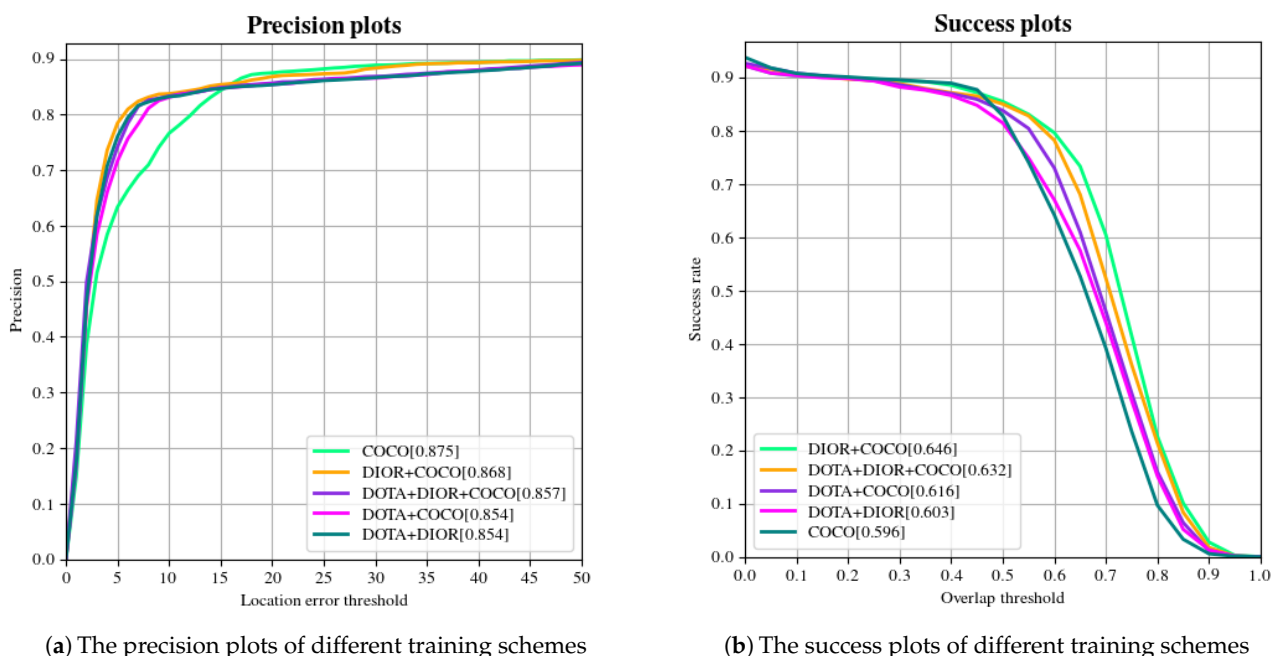 Precision plots
Precision
0.9
0.8
0.7
0.6
0.5
0.4
0.3
0.2
0.1
0.0
COCO[0.875]
DIOR+COCO[0.868]
DOTA+DIOR+COCO[0.857]
DOTA+COCO[0.854]
DOTA+DIOR[0.854]
0 5 10 15 20 25 30 35 40 45 50
Location error threshold
(a) The precision plots of different training schemes
Success plots
Success rate
0.9
0.8
0.7
0.6
0.5
0.4
0.3
0.2
0.1
0.0
DIOR+COCO[0.646]
DOTA+DIOR+COCO[0.632]
DOTA+COCO[0.616]
DOTA+DIOR[0.603]
COCO[0.596]
0.0 0.1 0.2 0.3 0.4 0.5 0.6 0.7 0.8 0.9 1.0
Overlap threshold
(b) The success plots of different training schemes